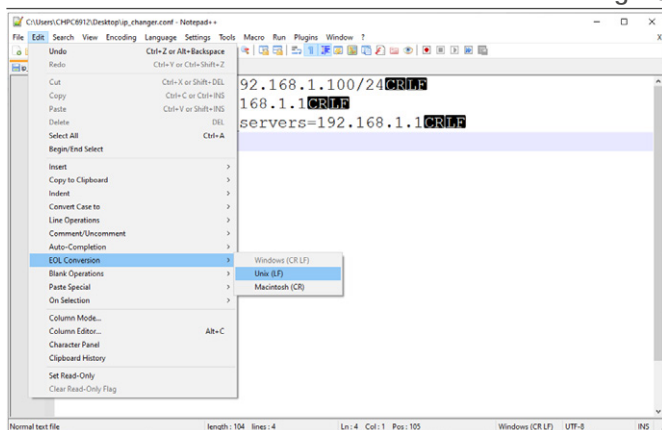 C:\Users\CHPC6912\Desktop\ip_changer.conf - Notepad++
File Edit Search View Encoding Language Settings Tools Macro Run Plugins Window ? X
Undo Ctrl+Z or Alt+Backspace
Redo Ctrl+Y or Ctrl+Shift+Z
Cut Ctrl+X or Shift+DEL
Copy Ctrl+C or Ctrl+INS
Paste Ctrl+V or Shift+INS
Delete DEL
Select All Ctrl+A
Begin/End Select
Insert
Copy to Clipboard
Indent
Convert Case to
Line Operations
Comment/Uncomment
Auto-Completion
EOL Conversion
Blank Operations
Paste Special
On Selection
Column Mode...
Column Editor... Alt+C
Character Panel
Clipboard History
Set Read-Only
Clear Read-Only Flag
92.168.1.100/24CRLF
168.1.1CRLF
servers=192.168.1.1CRLF
Windows (CR LF)
Unix (LF)
Macintosh (CR)
Normal text file length : 104 lines : 4 Ln : 4 Col : 1 Pos : 105 Windows (CR LF) UTF-8 INS